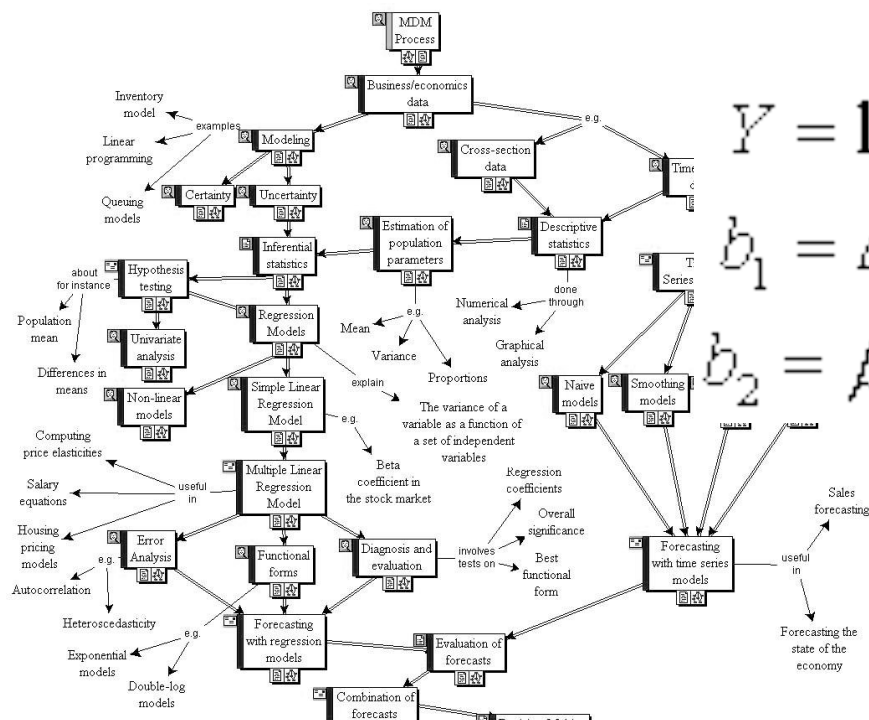 MDM
Process
Business/economics
data
Inventory
model
examples
Linear
programming
Queuing
models
Modeling
e.g.
Cross-section
data
Certainty
Uncertainty
Estimation of
population
parameters
Descriptive
statistics
Inferential
statistics
Hypothesis
testing
about
for instance
Population
mean
Differences in
means
Univariate
analysis
Regression
Models
Non-linear
models
Mean
e.g.
Variance
Proportions
done
through
Numerical
analysis
Graphical
analysis
explain
The variance of a
variable as a function of
a set of independent
variables
Simple Linear
Regression
Model
e.g.
Beta
coefficient in
the stock market
Naive
models
Smoothing
models
Computing
price elasticities
Salary
equations
Housing
pricing
models
useful
in
Multiple Linear
Regression
Model
Error
Analysis
e.g.
Autocorrelation
Heteroscedasticity
Functional
forms
e.g.
Exponential
models
Double-log
models
Diagnosis and
evaluation
involves
tests on
Regression
coefficients
Overall
significance
Best
functional
form
Forecasting
with time series
models
useful
in
Sales
forecasting
Forecasting the
state of the
economy
Forecasting
with regression
models
Evaluation of
forecasts
Combination of
forecasts
Y =
b1 =
b2 =